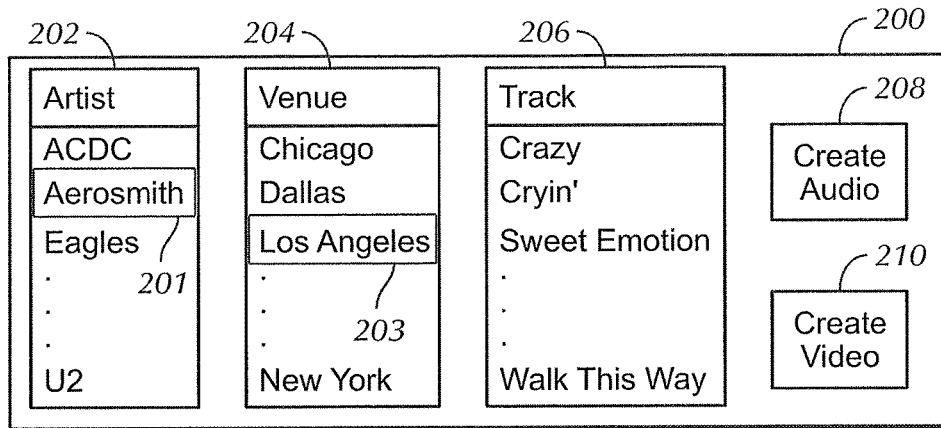 202
204
206
200
Artist
ACDC
Aerosmith
Eagles
.
.
.
U2
201
Venue
Chicago
Dallas
Los Angeles
.
.
.
New York
203
Track
Crazy
Cryin'
Sweet Emotion
.
.
.
Walk This Way
208
Create
Audio
210
Create
Video